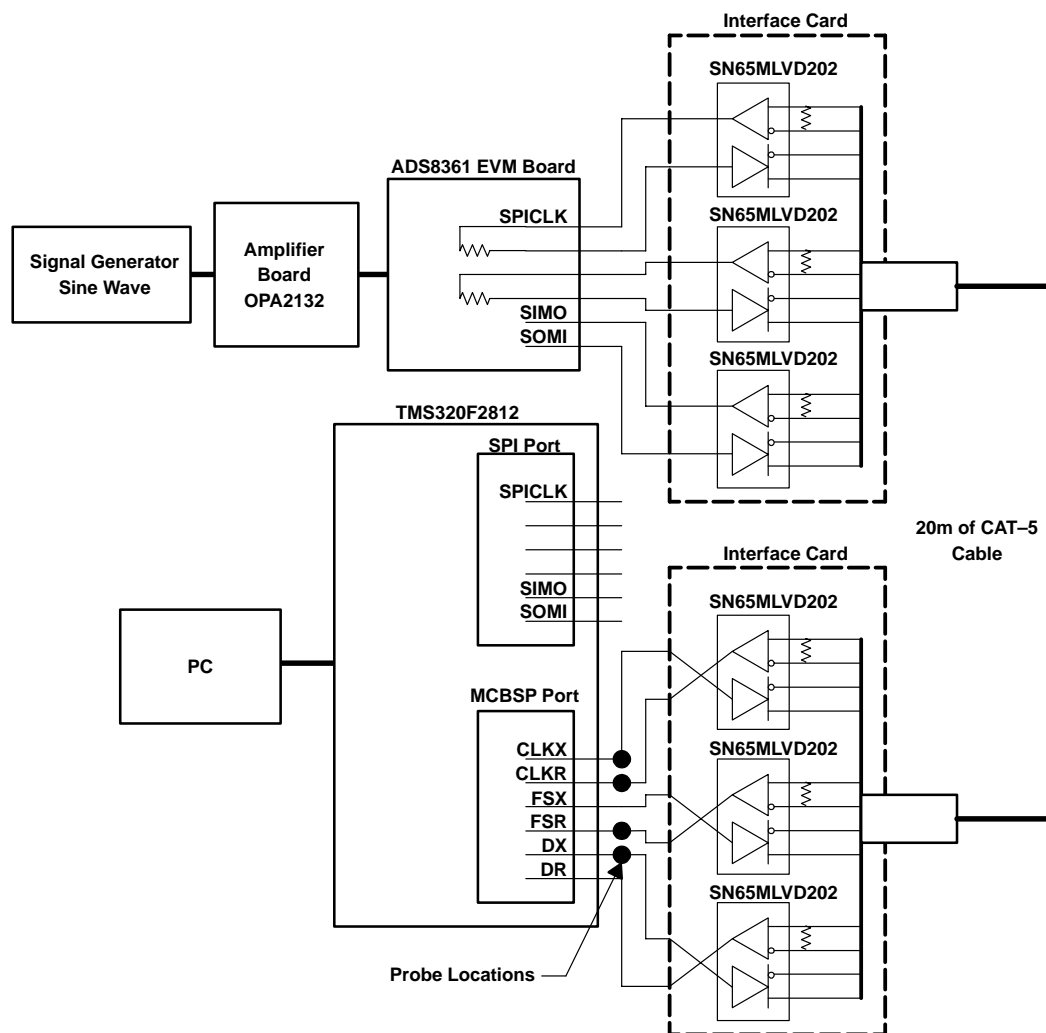 Interface Card
SN65MLVD202
ADS8361 EVM Board
SPICLK
SN65MLVD202
Signal Generator
Sine Wave
Amplifier
Board
OPA2132
SIMO
SOMI
SN65MLVD202
TMS320F2812
SPI Port
SPICLK
SIMO
SOMI
20m of CAT–5
Cable
Interface Card
SN65MLVD202
PC
MCBSP Port
CLKX
CLKR
FSX
FSR
DX
DR
SN65MLVD202
SN65MLVD202
Probe Locations